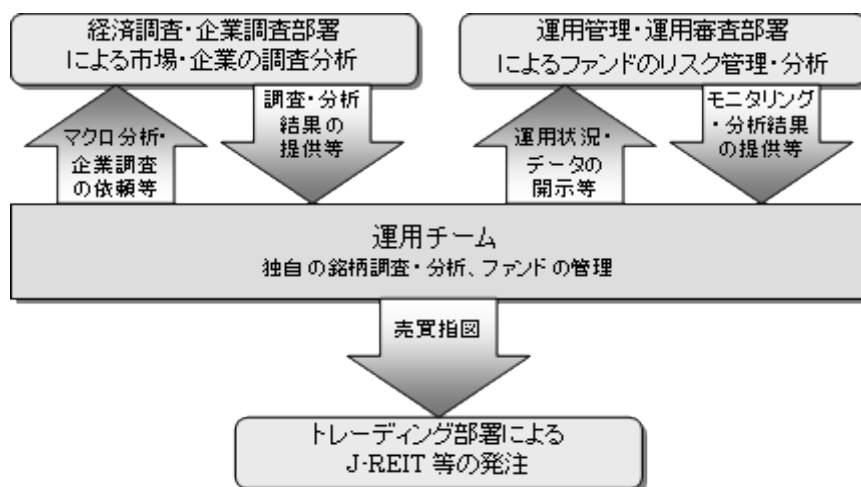 経済調査・企業調査部署
による市場・企業の調査分析
運用管理・運用審査部署
によるファンドのリスク管理・分析
マクロ分析・
企業調査
の依頼等
調査・分析
結果の
提供等
運用状況・
データの
開示等
モニタリング
・分析結果
の提供等
運用チーム
独自の銘柄調査・分析、ファンドの管理
売買指図
トレーディング部署による
J-REIT 等の発注